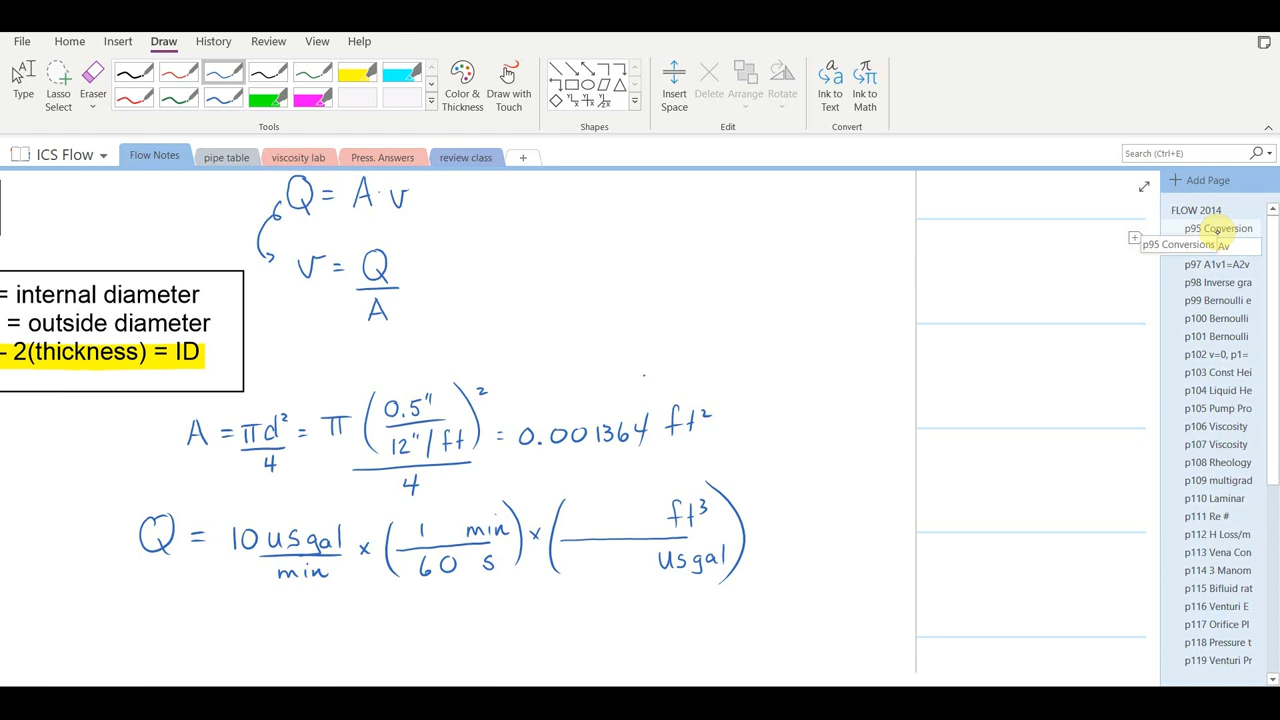 File Home Insert Draw History Review View Help
Type
Lasso Select
Eraser
Color & Thickness
Draw with Touch
Insert Space
Delete
Arrange
Rotate
Ink to Text
Ink to Math
Tools
Shapes
Edit
Convert
ICS Flow
Flow Notes
pipe table
viscosity lab
Press. Answers
review class
+
Search (Ctrl+E)
Add Page
Q = A · v
v = Q / A
= internal diameter
= outside diameter
- 2(thickness) = ID
A = πd² / 4 = π (0.5" / 12"/ft)² / 4 = 0.001364 ft²
Q = 10 usgal / min × (1 min / 60 s) × ( ft³ / usgal)
FLOW 2014
p95 Conversion
p95 Conversions
Av
p97 A1v1=A2v
p98 Inverse gra
p99 Bernoulli e
p100 Bernoulli
p101 Bernoulli
p102 v=0, p1=
p103 Const Hei
p104 Liquid He
p105 Pump Pro
p106 Viscosity
p107 Viscosity
p108 Rheology
p109 multigrad
p110 Laminar
p111 Re #
p112 H Loss/m
p113 Vena Con
p114 3 Manom
p115 Bifluid rat
p116 Venturi E
p117 Orifice Pl
p118 Pressure t
p119 Venturi Pr